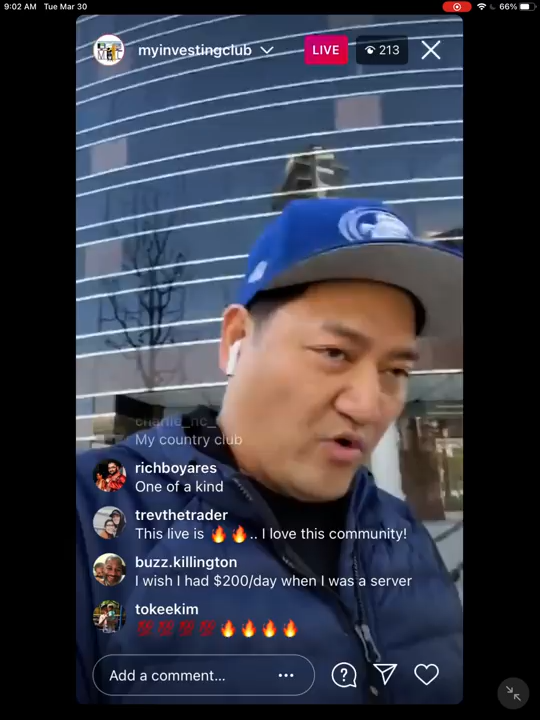 9:02 AM Tue Mar 30
66%
myinvestingclub
LIVE
213
charlie_nc_
My country club
richboyares
One of a kind
trevthetrader
This live is 🔥🔥.. I love this community!
buzz.killington
I wish I had $200/day when I was a server
tokeekim
💯💯💯💯🔥🔥🔥🔥
Add a comment...